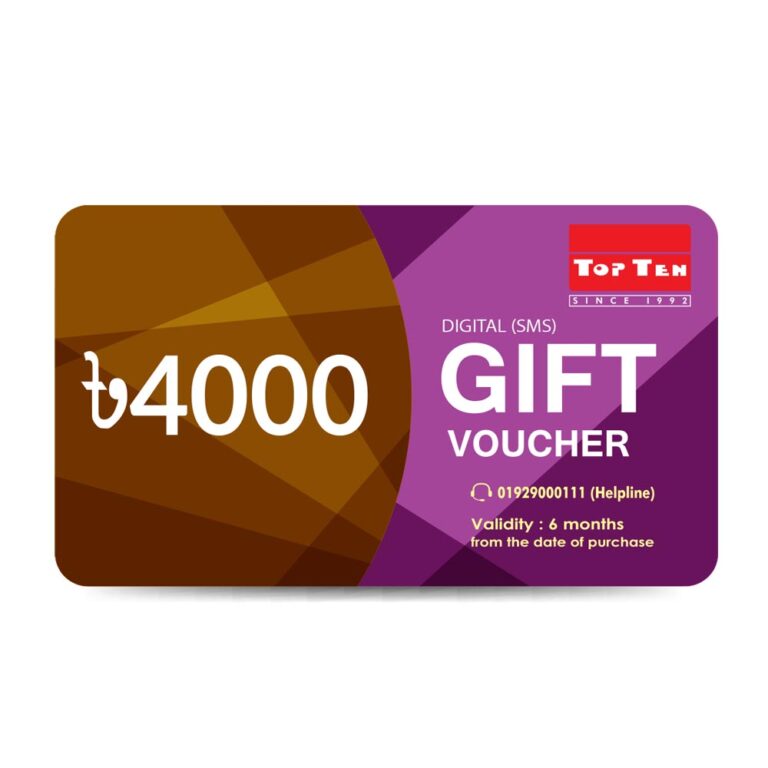 TOP TEN
SINCE 1992
DIGITAL (SMS)
৳4000
GIFT
VOUCHER
01929000111 (Helpline)
Validity : 6 months
from the date of purchase